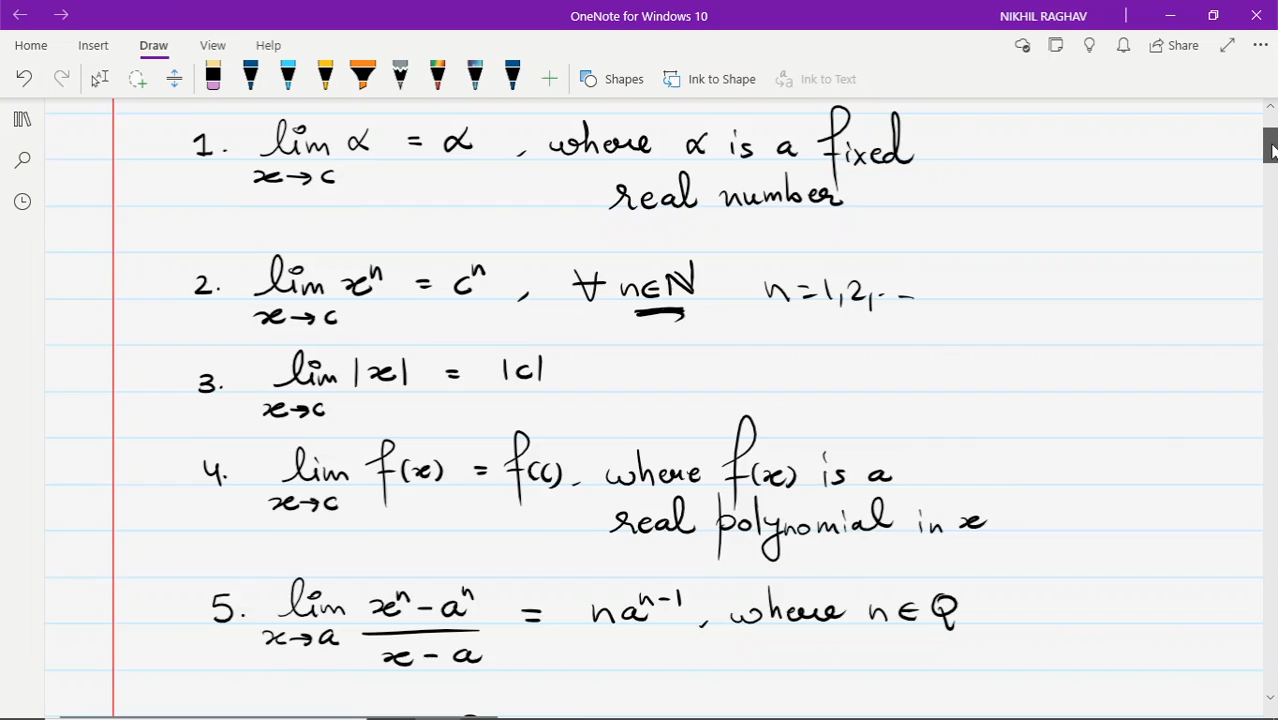 OneNote for Windows 10
NIKHIL RAGHAV
Home Insert Draw View Help
Share
Shapes
Ink to Shape
Ink to Text
1. lim α = α , where α is a fixed
x→c
real number
2. lim xⁿ = cⁿ , ∀ n∈ℕ n=1,2,..–
x→c
3. lim |x| = |c|
x→c
4. lim f(x) = f(c), where f(x) is a
x→c
real polynomial in x
5. lim xⁿ - aⁿ = naⁿ⁻¹, where n ∈ Q
x→a x - a